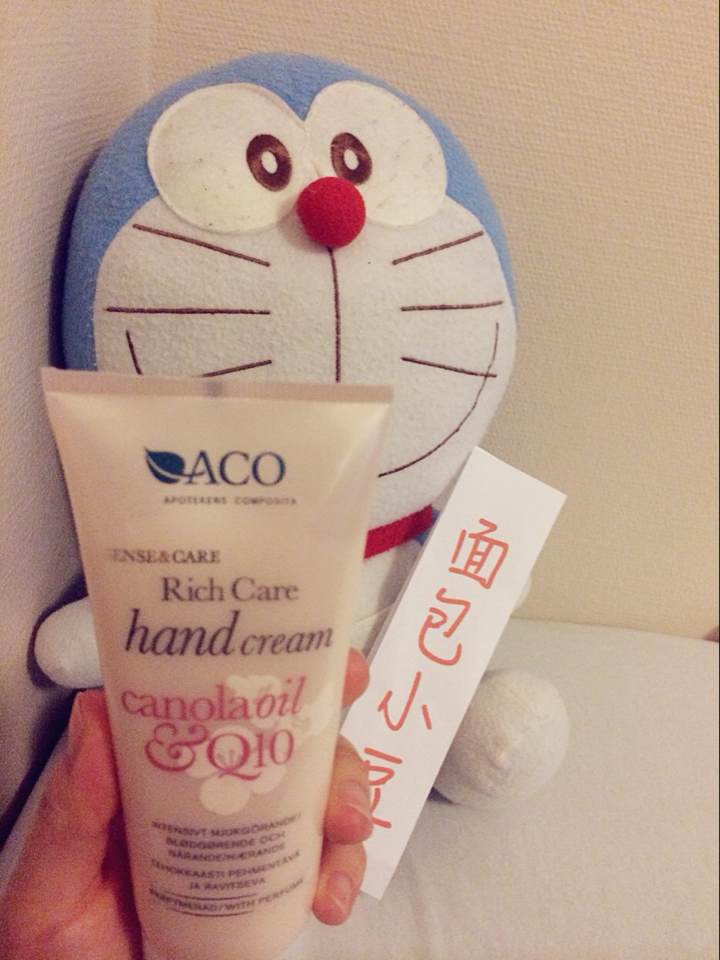 ACO
APOTEKENS COMPOSITA
ENSE & CARE
Rich Care
hand cream
canola oil
& Q10
INTENSIVT MJUKGÖRANDE/
BLØDGØRENDE OCH
NÄRANDE/NÆRANDE
TEHOKKAASTI PEHMENTÄVÄ
JA RAVITSEVA
PARFYMERAD/WITH PERFUME
面包小豆